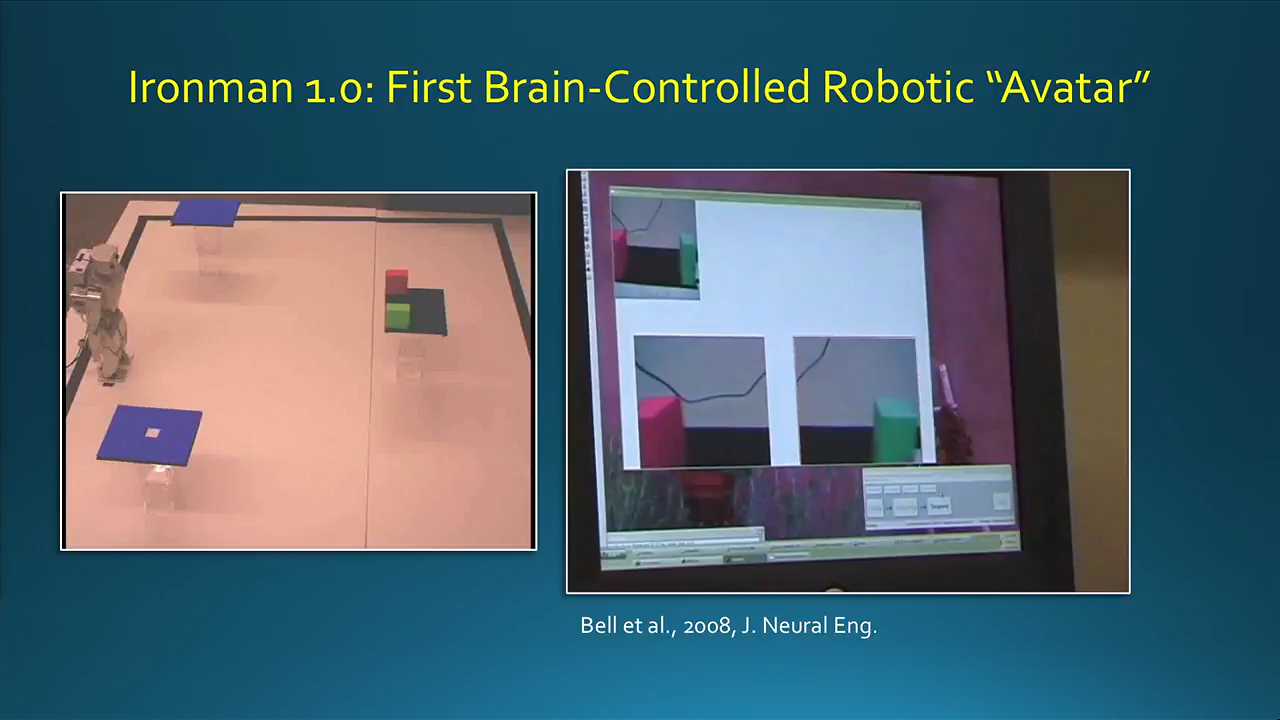 Ironman 1.0: First Brain-Controlled Robotic “Avatar”
Bell et al., 2008, J. Neural Eng.